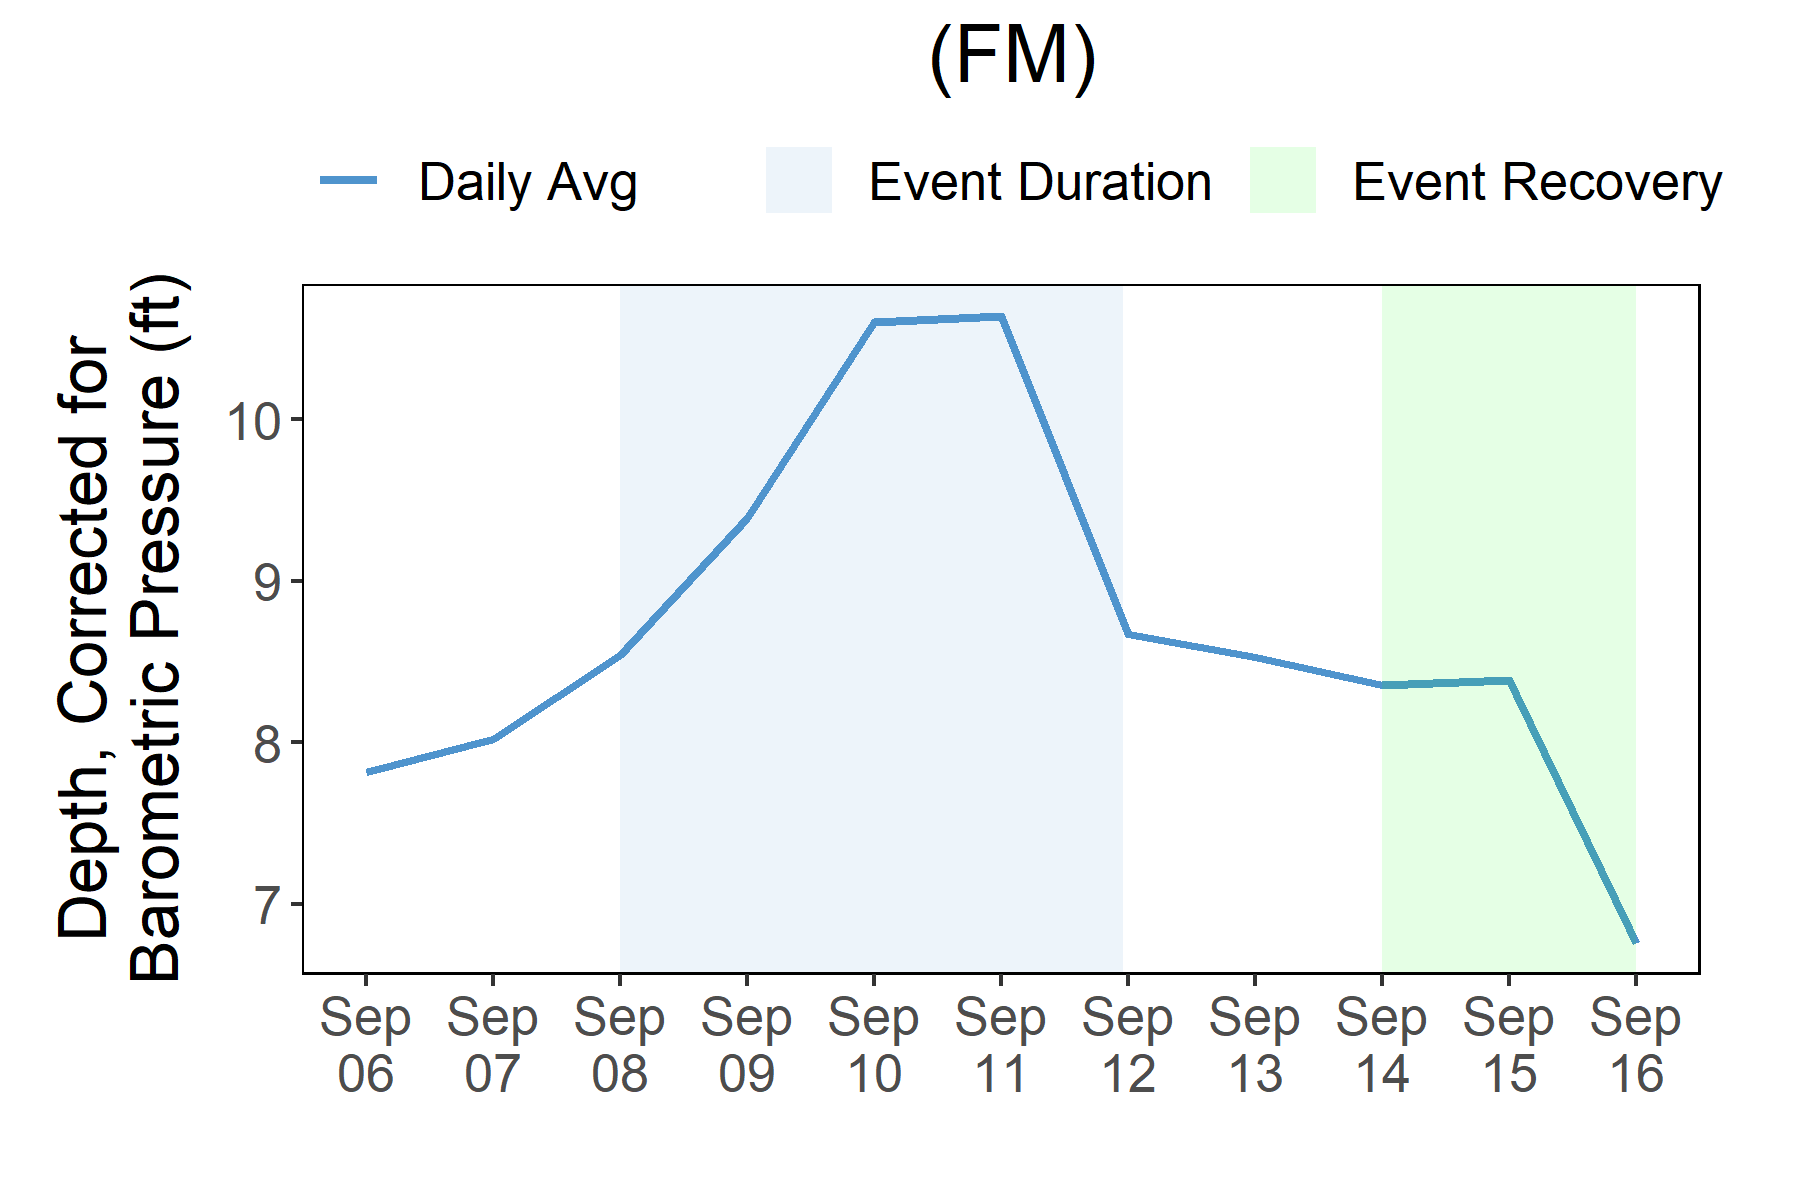 (FM)
Daily Avg
Event Duration
Event Recovery
Depth, Corrected for
Barometric Pressure (ft)
10
9
8
7
Sep 06
Sep 07
Sep 08
Sep 09
Sep 10
Sep 11
Sep 12
Sep 13
Sep 14
Sep 15
Sep 16